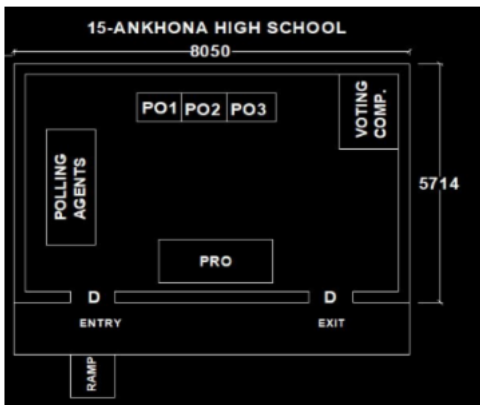 15-ANKHONA HIGH SCHOOL
8050
PO1 PO2 PO3
VOTING
COMP.
POLLING
AGENTS
5714
PRO
D
D
ENTRY
EXIT
RAMP